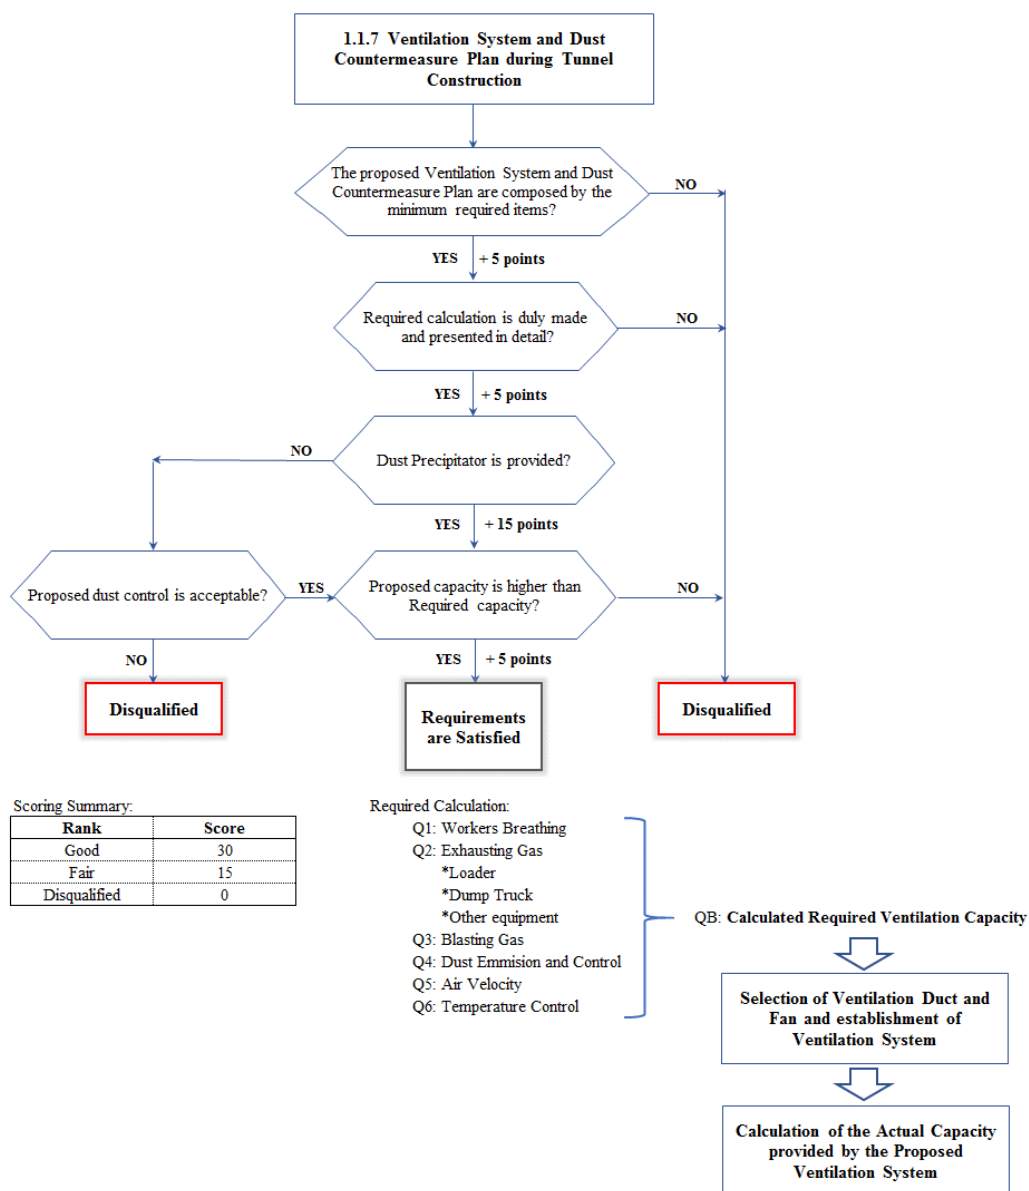 1.1.7 Ventilation System and Dust
Countermeasure Plan during Tunnel
Construction
The proposed Ventilation System and Dust
Countermeasure Plan are composed by the
minimum required items?
NO
YES + 5 points
Required calculation is duly made
and presented in detail?
NO
YES + 5 points
Dust Precipitator is provided?
NO
YES + 15 points
Proposed dust control is acceptable?
YES
Proposed capacity is higher than
Required capacity?
NO
NO
YES + 5 points
Disqualified
Requirements
are Satisfied
Disqualified
Scoring Summary:
Rank Score
Good 30
Fair 15
Disqualified 0
Required Calculation:
Q1: Workers Breathing
Q2: Exhausting Gas
*Loader
*Dump Truck
*Other equipment
Q3: Blasting Gas
Q4: Dust Emmision and Control
Q5: Air Velocity
Q6: Temperature Control
QB: Calculated Required Ventilation Capacity
Selection of Ventilation Duct and
Fan and establishment of
Ventilation System
Calculation of the Actual Capacity
provided by the Proposed
Ventilation System